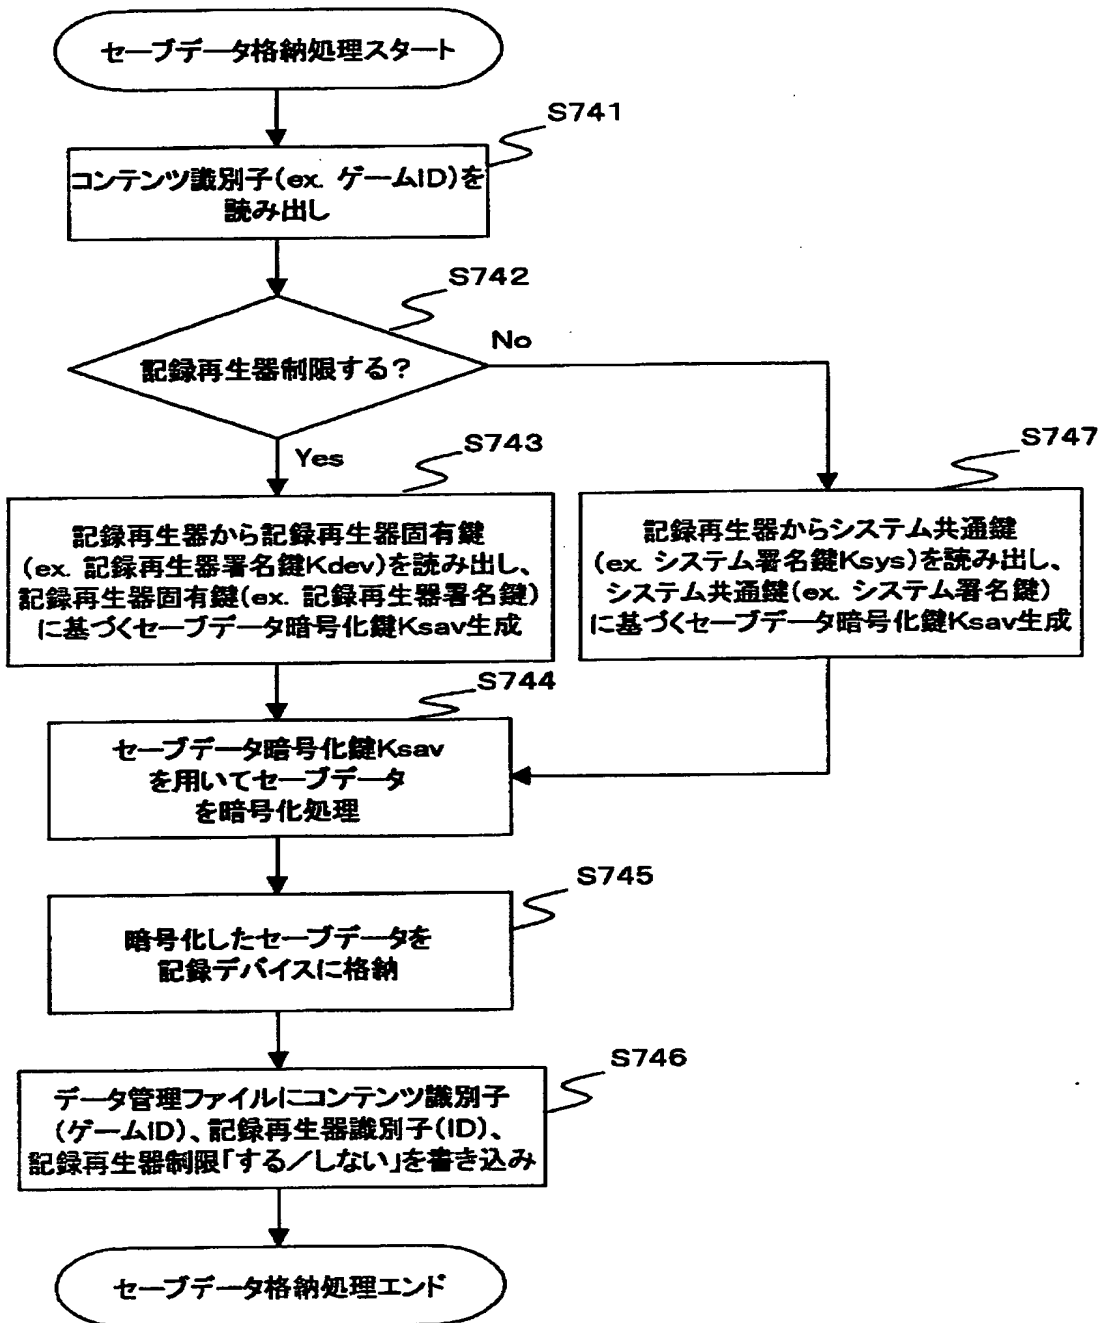 セーブデータ格納処理スタート
S741
コンテンツ識別子(ex. ゲームID)を
読み出し
S742
記録再生器制限する?
No
Yes
S743
記録再生器から記録再生器固有鍵
(ex. 記録再生器署名鍵Kdev)を読み出し、
記録再生器固有鍵(ex. 記録再生器署名鍵)
に基づくセーブデータ暗号化鍵Ksav生成
S747
記録再生器からシステム共通鍵
(ex. システム署名鍵Ksys)を読み出し、
システム共通鍵(ex. システム署名鍵)
に基づくセーブデータ暗号化鍵Ksav生成
S744
セーブデータ暗号化鍵Ksav
を用いてセーブデータ
を暗号化処理
S745
暗号化したセーブデータを
記録デバイスに格納
S746
データ管理ファイルにコンテンツ識別子
(ゲームID)、記録再生器識別子(ID)、
記録再生器制限「する/しない」を書き込み
セーブデータ格納処理エンド